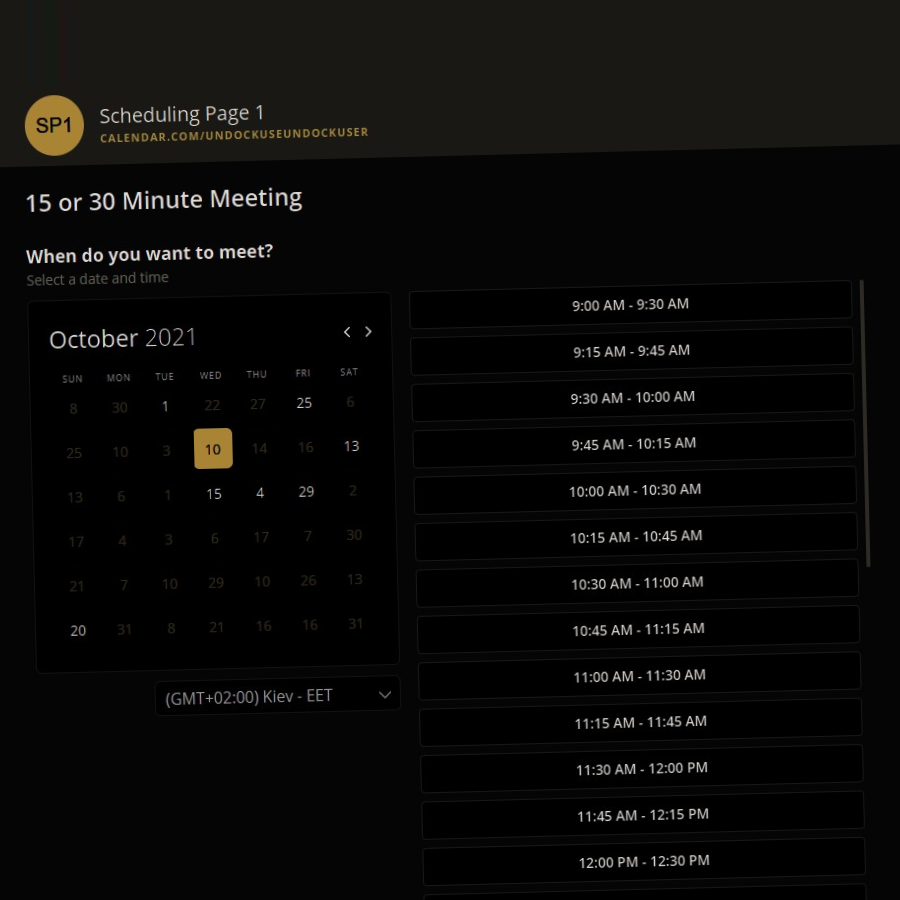 SP1
Scheduling Page 1
CALENDAR.COM/UNDOCKUSEUNDOCKUSER
15 or 30 Minute Meeting
When do you want to meet?
Select a date and time
October 2021
SUN MON TUE WED THU FRI SAT
8 30 1 22 27 25 6
25 10 3 10 14 16 13
13 6 1 15 4 29 2
17 4 3 6 17 7 30
21 7 10 29 10 26 13
20 31 8 21 16 16 31
(GMT+02:00) Kiev - EET
9:00 AM - 9:30 AM
9:15 AM - 9:45 AM
9:30 AM - 10:00 AM
9:45 AM - 10:15 AM
10:00 AM - 10:30 AM
10:15 AM - 10:45 AM
10:30 AM - 11:00 AM
10:45 AM - 11:15 AM
11:00 AM - 11:30 AM
11:15 AM - 11:45 AM
11:30 AM - 12:00 PM
11:45 AM - 12:15 PM
12:00 PM - 12:30 PM